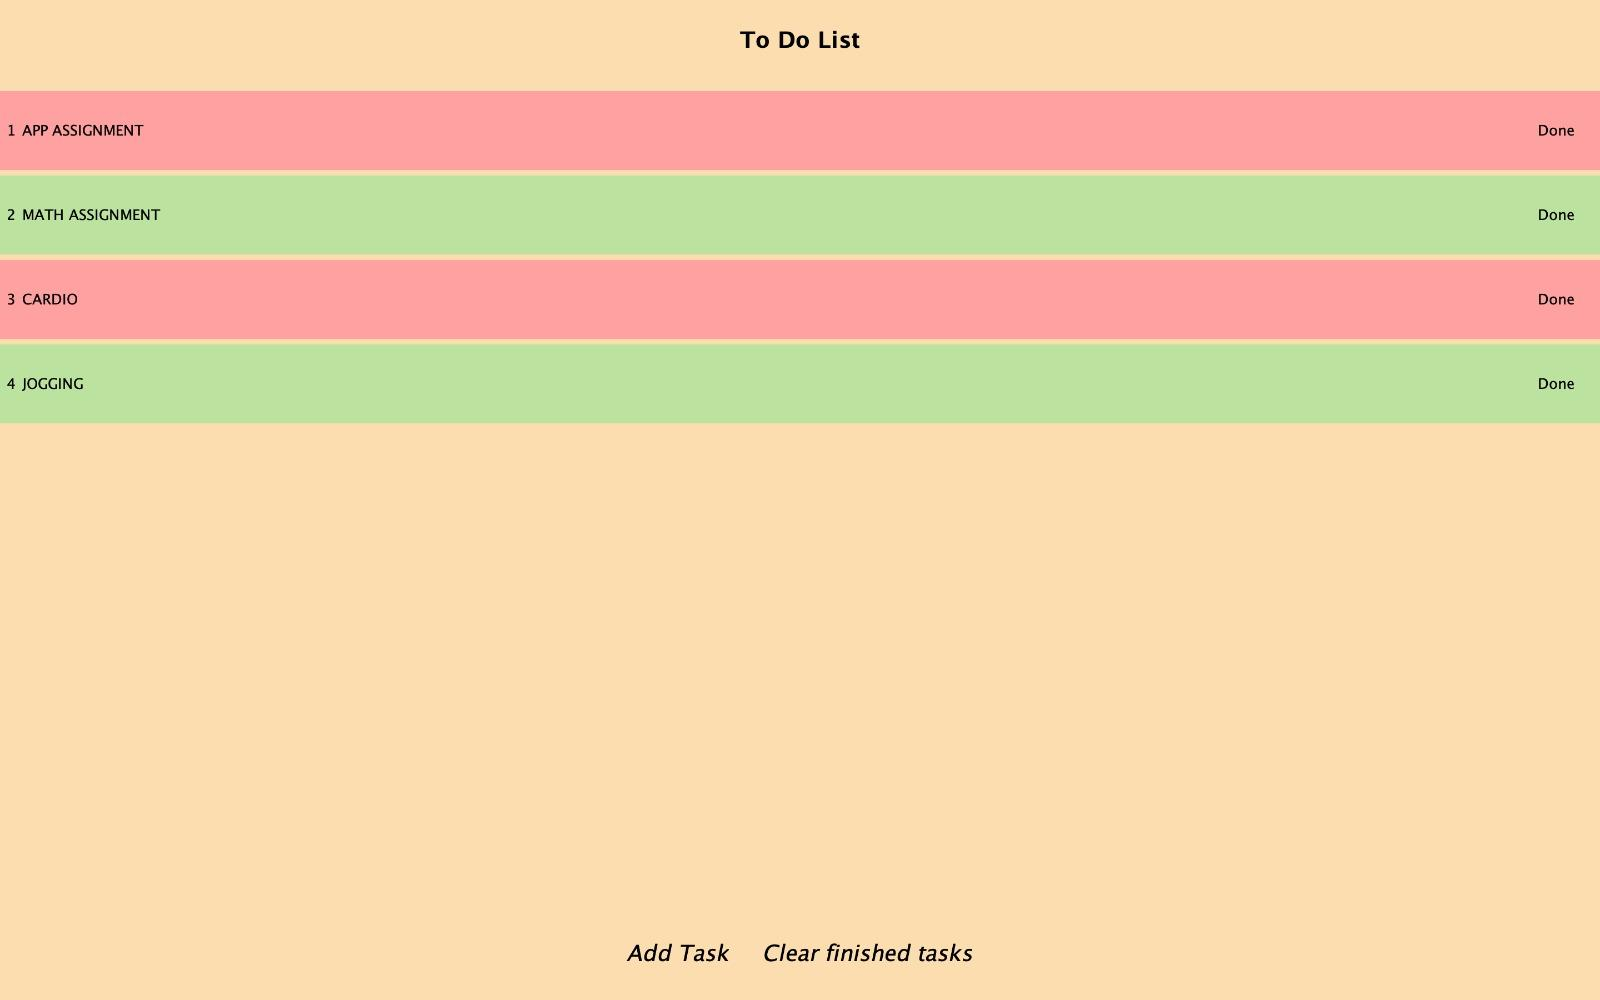 To Do List
1 APP ASSIGNMENT Done
2 MATH ASSIGNMENT Done
3 CARDIO Done
4 JOGGING Done
Add Task Clear finished tasks